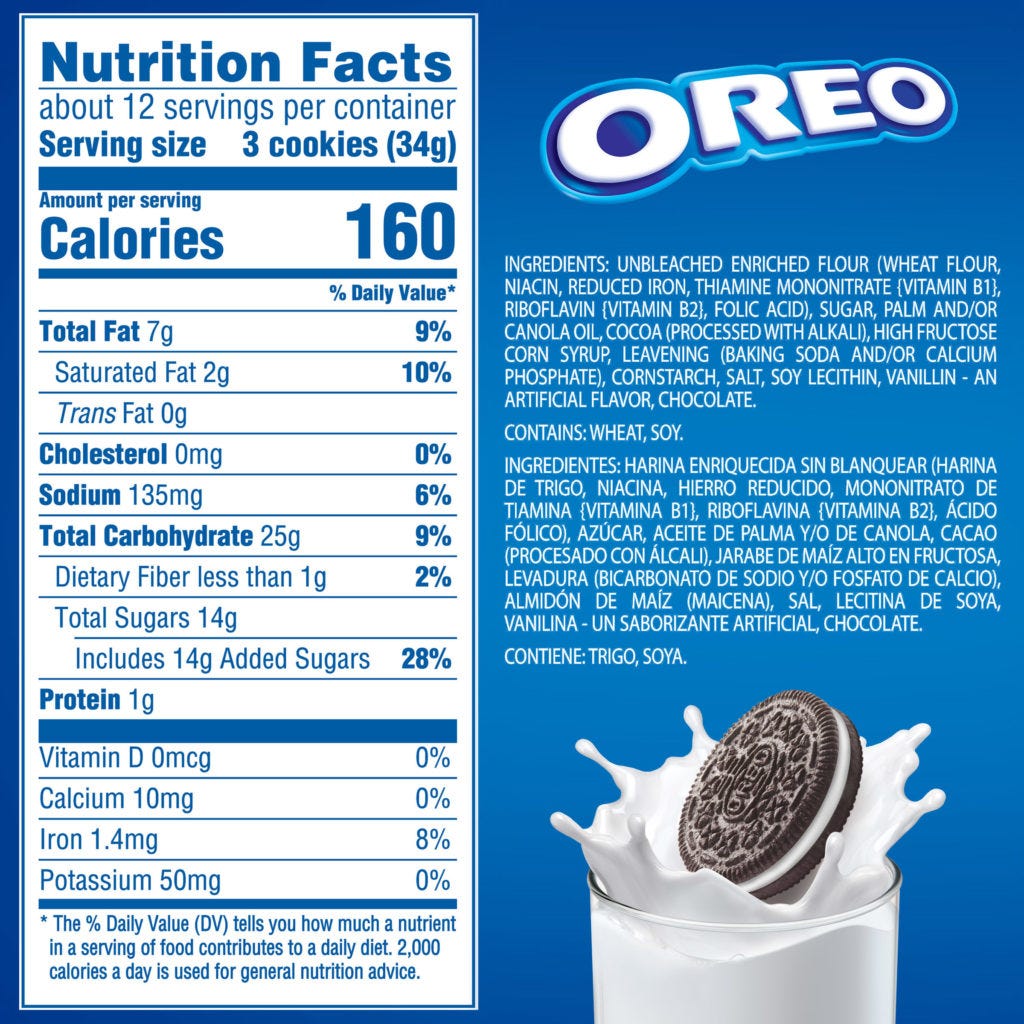 Nutrition Facts
about 12 servings per container
Serving size 3 cookies (34g)
Amount per serving
Calories 160
% Daily Value*
Total Fat 7g 9%
Saturated Fat 2g 10%
Trans Fat 0g
Cholesterol 0mg 0%
Sodium 135mg 6%
Total Carbohydrate 25g 9%
Dietary Fiber less than 1g 2%
Total Sugars 14g
Includes 14g Added Sugars 28%
Protein 1g
Vitamin D 0mcg 0%
Calcium 10mg 0%
Iron 1.4mg 8%
Potassium 50mg 0%
* The % Daily Value (DV) tells you how much a nutrient
in a serving of food contributes to a daily diet. 2,000
calories a day is used for general nutrition advice.
OREO
INGREDIENTS: UNBLEACHED ENRICHED FLOUR (WHEAT FLOUR,
NIACIN, REDUCED IRON, THIAMINE MONONITRATE {VITAMIN B1},
RIBOFLAVIN {VITAMIN B2}, FOLIC ACID), SUGAR, PALM AND/OR
CANOLA OIL, COCOA (PROCESSED WITH ALKALI), HIGH FRUCTOSE
CORN SYRUP, LEAVENING (BAKING SODA AND/OR CALCIUM
PHOSPHATE), CORNSTARCH, SALT, SOY LECITHIN, VANILLIN - AN
ARTIFICIAL FLAVOR, CHOCOLATE.
CONTAINS: WHEAT, SOY.
INGREDIENTES: HARINA ENRIQUECIDA SIN BLANQUEAR (HARINA
DE TRIGO, NIACINA, HIERRO REDUCIDO, MONONITRATO DE
TIAMINA {VITAMINA B1}, RIBOFLAVINA {VITAMINA B2}, ÁCIDO
FÓLICO), AZÚCAR, ACEITE DE PALMA Y/O DE CANOLA, CACAO
(PROCESADO CON ÁLCALI), JARABE DE MAÍZ ALTO EN FRUCTOSA,
LEVADURA (BICARBONATO DE SODIO Y/O FOSFATO DE CALCIO),
ALMIDÓN DE MAÍZ (MAICENA), SAL, LECITINA DE SOYA,
VANILINA - UN SABORIZANTE ARTIFICIAL, CHOCOLATE.
CONTIENE: TRIGO, SOYA.
OREO